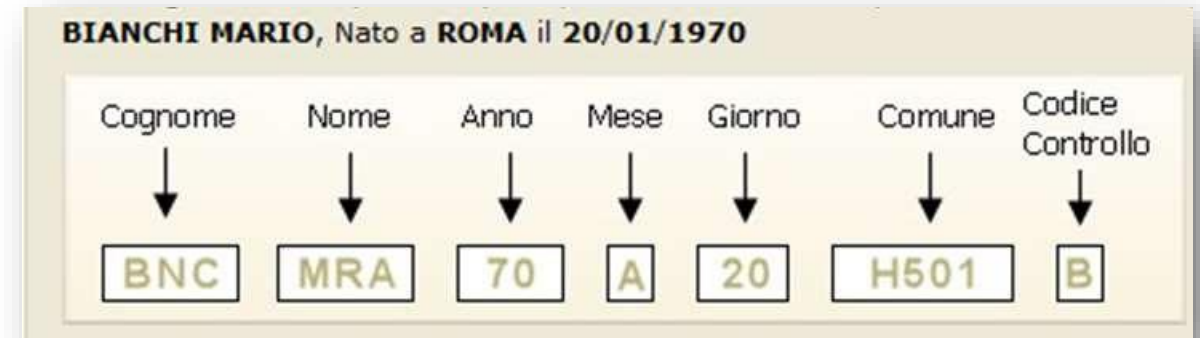 BIANCHI MARIO, Nato a ROMA il 20/01/1970
Cognome Nome Anno Mese Giorno Comune Codice Controllo
BNC MRA 70 A 20 H501 B